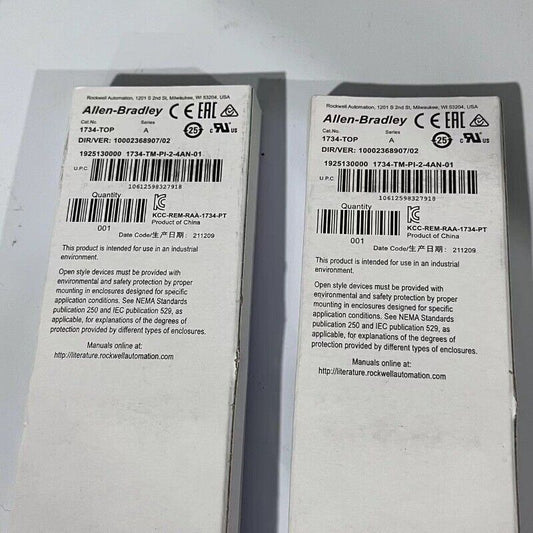 Rockwell Automation, 1201 S 2nd St, Milwaukee, WI 53204, USA
Allen-Bradley CE EAC
Cat.No. Series
1734-TOP A 25 c UL US
DIR/VER: 10002368907/02
1925130000 1734-TM-PI-2-4AN-01
U.P.C
10612598327918
Quantity
001
KCC-REM-RAA-1734-PT
Product of China
Date Code/生产日期: 211209
This product is intended for use in an industrial
environment.
Open style devices must be provided with
environmental and safety protection by proper
mounting in enclosures designed for specific
application conditions. See NEMA Standards
publication 250 and IEC publication 529, as
applicable, for explanations of the degrees of
protection provided by different types of enclosures.
Manuals online at:
http://literature.rockwellautomation.com
Rockwell Automation, 1201 S 2nd St, Milwaukee, WI 53204, USA
Allen-Bradley CE EAC
Cat.No. Series
1734-TOP A 25 c UL US
DIR/VER: 10002368907/02
1925130000 1734-TM-PI-2-4AN-01
U.P.C
10612598327918
Quantity
001
KCC-REM-RAA-1734-PT
Product of China
Date Code/生产日期: 211209
This product is intended for use in an industrial
environment.
Open style devices must be provided with
environmental and safety protection by proper
mounting in enclosures designed for specific
application conditions. See NEMA Standards
publication 250 and IEC publication 529, as
applicable, for explanations of the degrees of
protection provided by different types of enclosures.
Manuals online at:
http://literature.rockwellautomation.com